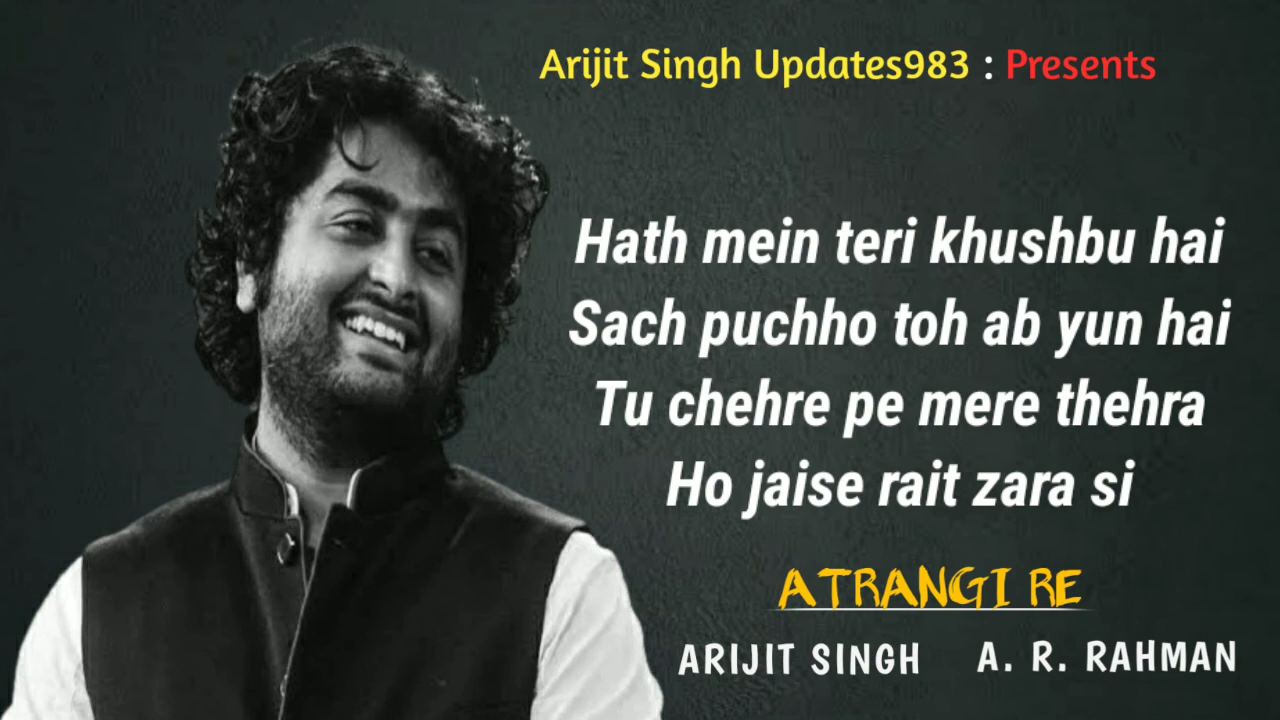 Arijit Singh Updates983 : Presents
Hath mein teri khushbu hai
Sach puchho toh ab yun hai
Tu chehre pe mere thehra
Ho jaise rait zara si
ATRANGI RE
ARIJIT SINGH A. R. RAHMAN